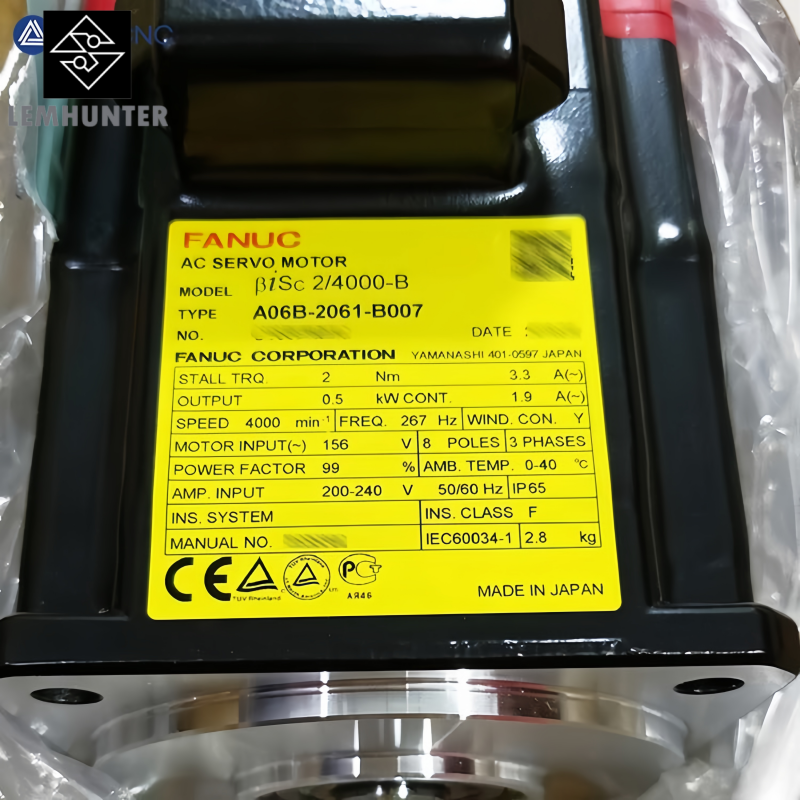 NC
LEMHUNTER
FANUC
AC SERVO MOTOR
MODEL βiSc 2/4000-B
TYPE A06B-2061-B007
NO. DATE :
FANUC CORPORATION YAMANASHI 401-0597 JAPAN
STALL TRQ. 2 Nm 3.3 A(~)
OUTPUT 0.5 kW CONT. 1.9 A(~)
SPEED 4000 min⁻¹ FREQ. 267 Hz WIND. CON. Y
MOTOR INPUT(~) 156 V 8 POLES 3 PHASES
POWER FACTOR 99 % AMB. TEMP. 0-40 °C
AMP. INPUT 200-240 V 50/60 Hz IP65
INS. SYSTEM INS. CLASS F
MANUAL NO. IEC60034-1 2.8 kg
CE
TUV Rheinland
АЯ46
MADE IN JAPAN